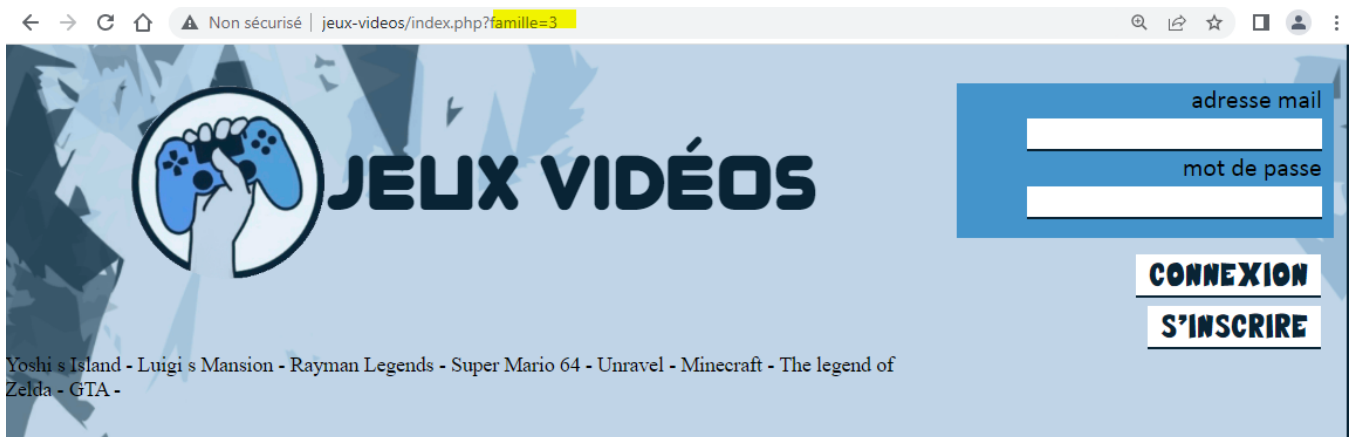 Non sécurisé | jeux-videos/index.php?famille=3
JEUX VIDÉOS
adresse mail
mot de passe
CONNEXION
S'INSCRIRE
Yoshi s Island - Luigi s Mansion - Rayman Legends - Super Mario 64 - Unravel - Minecraft - The legend of
Zelda - GTA -